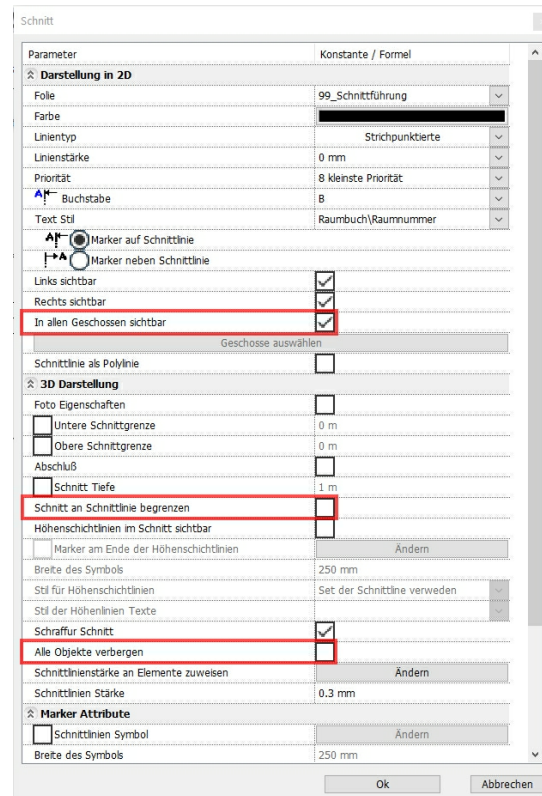 Schnitt
Parameter Konstante / Formel
Darstellung in 2D
Folie 99_Schnittführung
Farbe
Linientyp Strichpunktierte
Linienstärke 0 mm
Priorität 8 kleinste Priorität
A Buchstabe B
Text Stil Raumbuch\Raumnummer
A Marker auf Schnittlinie
A Marker neben Schnittlinie
Links sichtbar
Rechts sichtbar
In allen Geschossen sichtbar
Geschosse auswählen
Schnittlinie als Polylinie
3D Darstellung
Foto Eigenschaften
Untere Schnittgrenze 0 m
Obere Schnittgrenze 0 m
Abschluß
Schnitt Tiefe 1 m
Schnitt an Schnittlinie begrenzen
Höhenschichtlinien im Schnitt sichtbar
Marker am Ende der Höhenschichtlinien Ändern
Breite des Symbols 250 mm
Stil für Höhenschichtlinien Set der Schnittline verweden
Stil der Höhenlinien Texte
Schraffur Schnitt
Alle Objekte verbergen
Schnittlinienstärke an Elemente zuweisen Ändern
Schnittlinien Stärke 0.3 mm
Marker Attribute
Schnittlinien Symbol Ändern
Breite des Symbols 250 mm
Ok Abbrechen